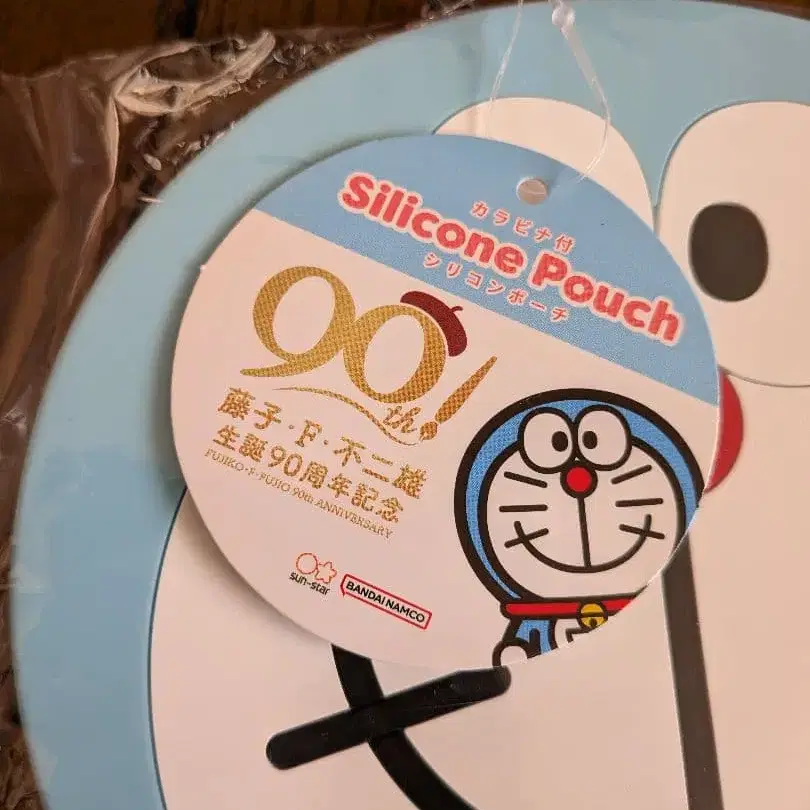 カラビナ付
Silicone Pouch
シリコンポーチ
90th!
藤子・F・不二雄
生誕90周年記念
FUJIKO・F・FUJIO 90th ANNIVERSARY
sun-star
BANDAI NAMCO